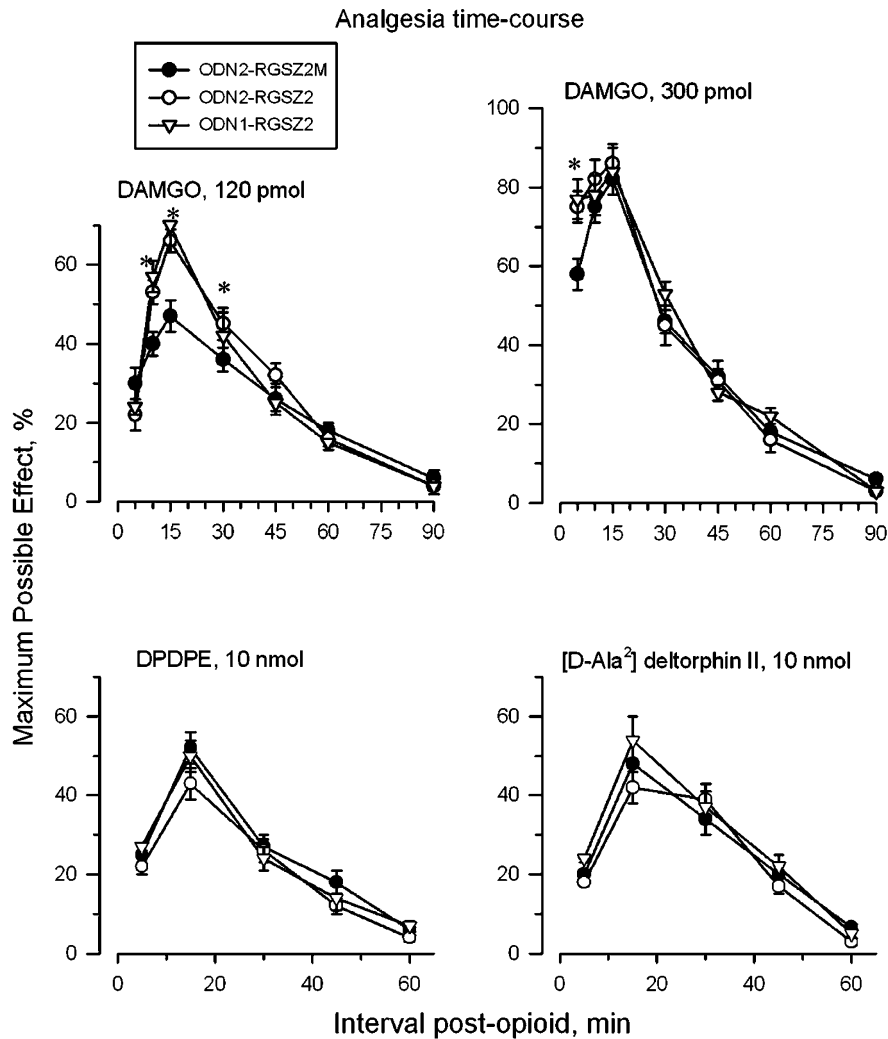 Analgesia time-course
ODN2-RGSZ2M
ODN2-RGSZ2
ODN1-RGSZ2
DAMGO, 120 pmol
60
40
20
0
0 15 30 45 60 75 90
* * *
DAMGO, 300 pmol
100
80
60
40
20
0
0 15 30 45 60 75 90
*
Maximum Possible Effect, %
DPDPE, 10 nmol
60
40
20
0
0 20 40 60
[D-Ala²] deltorphin II, 10 nmol
60
40
20
0
0 20 40 60
Interval post-opioid, min